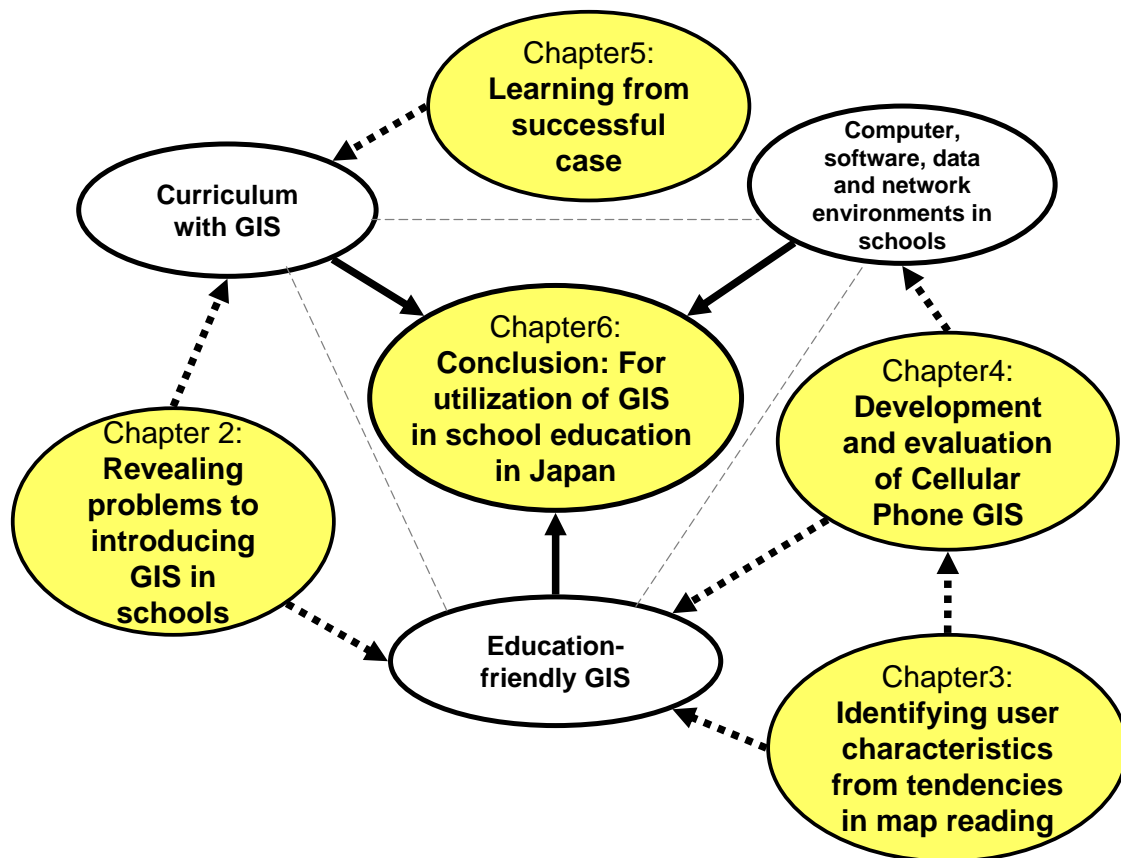 Chapter5:
Learning from
successful
case
Computer,
software, data
and network
environments in
schools
Curriculum
with GIS
Chapter6:
Conclusion: For
utilization of GIS
in school education
in Japan
Chapter4:
Development
and evaluation
of Cellular
Phone GIS
Chapter 2:
Revealing
problems to
introducing
GIS in
schools
Education-
friendly GIS
Chapter3:
Identifying user
characteristics
from tendencies
in map reading